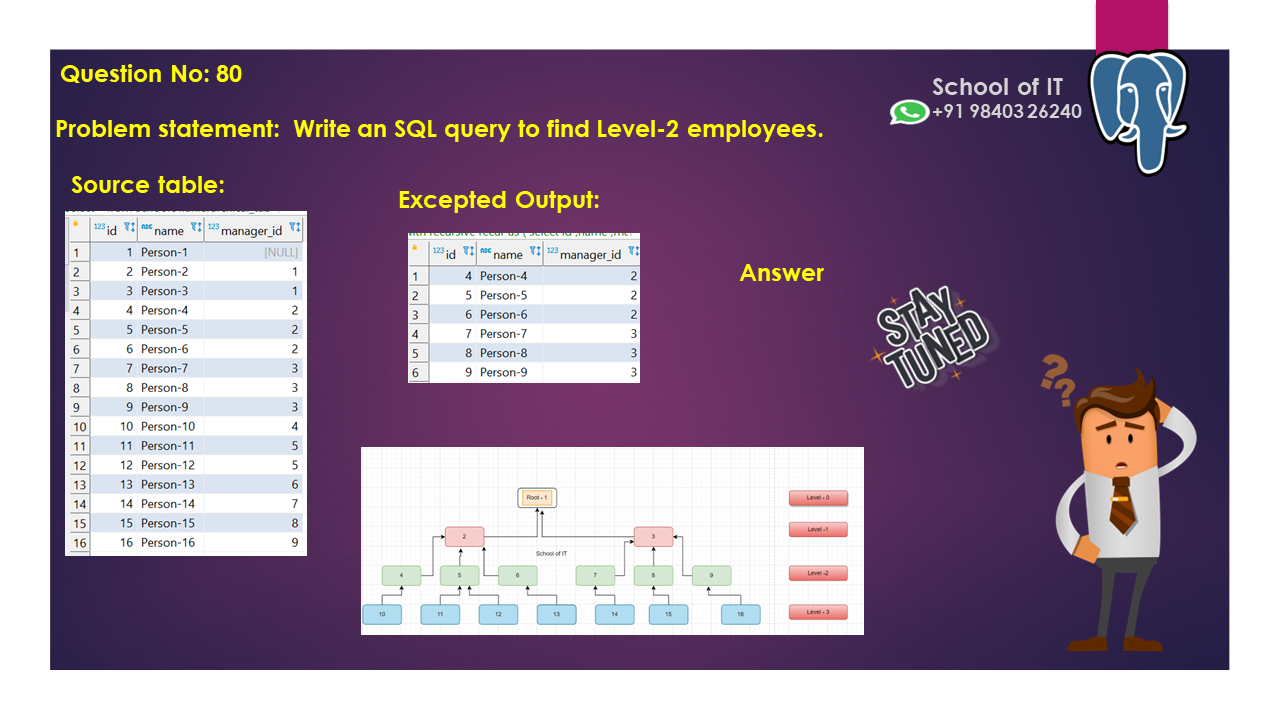 Question No: 80
School of IT
+91 98403 26240
Problem statement: Write an SQL query to find Level-2 employees.
Source table:
Excepted Output:
Answer
123 id ABC name 123 manager_id
1 1 Person-1 [NULL]
2 2 Person-2 1
3 3 Person-3 1
4 4 Person-4 2
5 5 Person-5 2
6 6 Person-6 2
7 7 Person-7 3
8 8 Person-8 3
9 9 Person-9 3
10 10 Person-10 4
11 11 Person-11 5
12 12 Person-12 5
13 13 Person-13 6
14 14 Person-14 7
15 15 Person-15 8
16 16 Person-16 9
123 id ABC name 123 manager_id
1 4 Person-4 2
2 5 Person-5 2
3 6 Person-6 2
4 7 Person-7 3
5 8 Person-8 3
6 9 Person-9 3
STAY
TUNED
? ?
Root - 1
Level - 0
2 3
Level -1
School of IT
4 5 6 7 8 9
Level -2
10 11 12 13 14 15 16
Level - 3